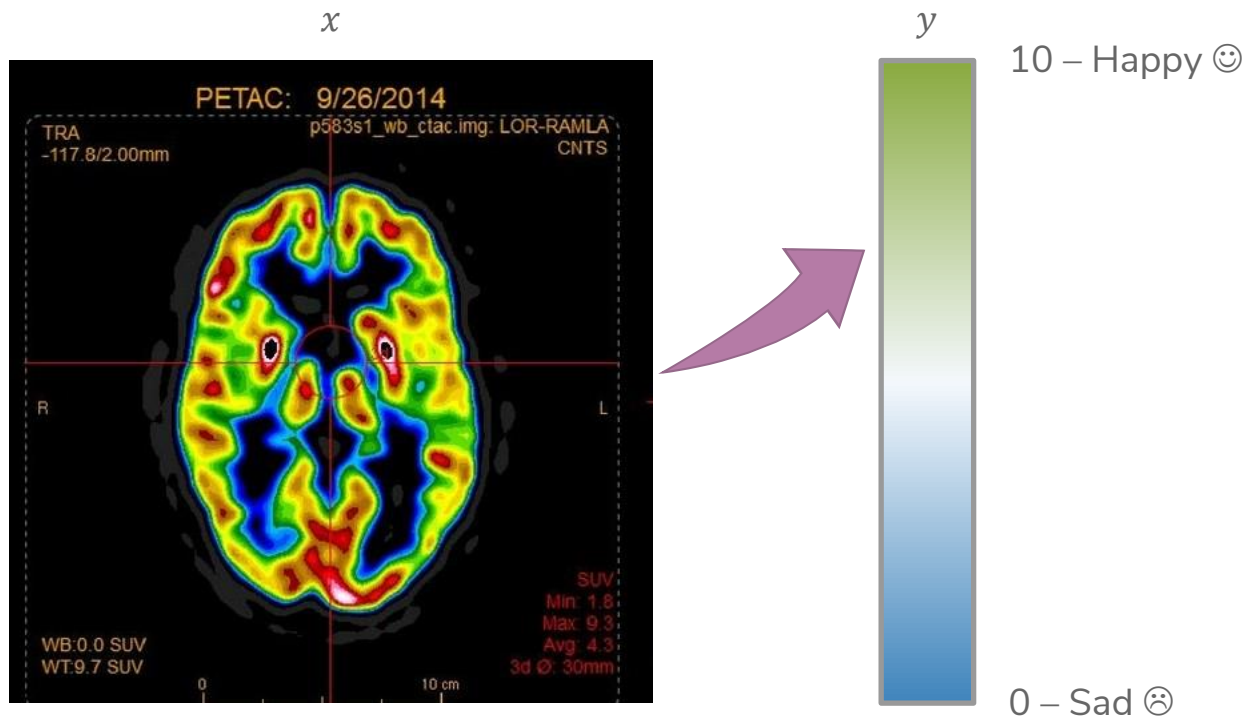 x
y
10 – Happy ☺
PETAC: 9/26/2014
TRA
-117.8/2.00mm
p583s1_wb_ctac.img: LOR-RAMLA
CNTS
R
L
SUV
Min: 1.8
Max: 9.3
Avg: 4.3
3d Ø: 30mm
WB:0.0 SUV
WT:9.7 SUV
0
10 cm
0 – Sad ☹